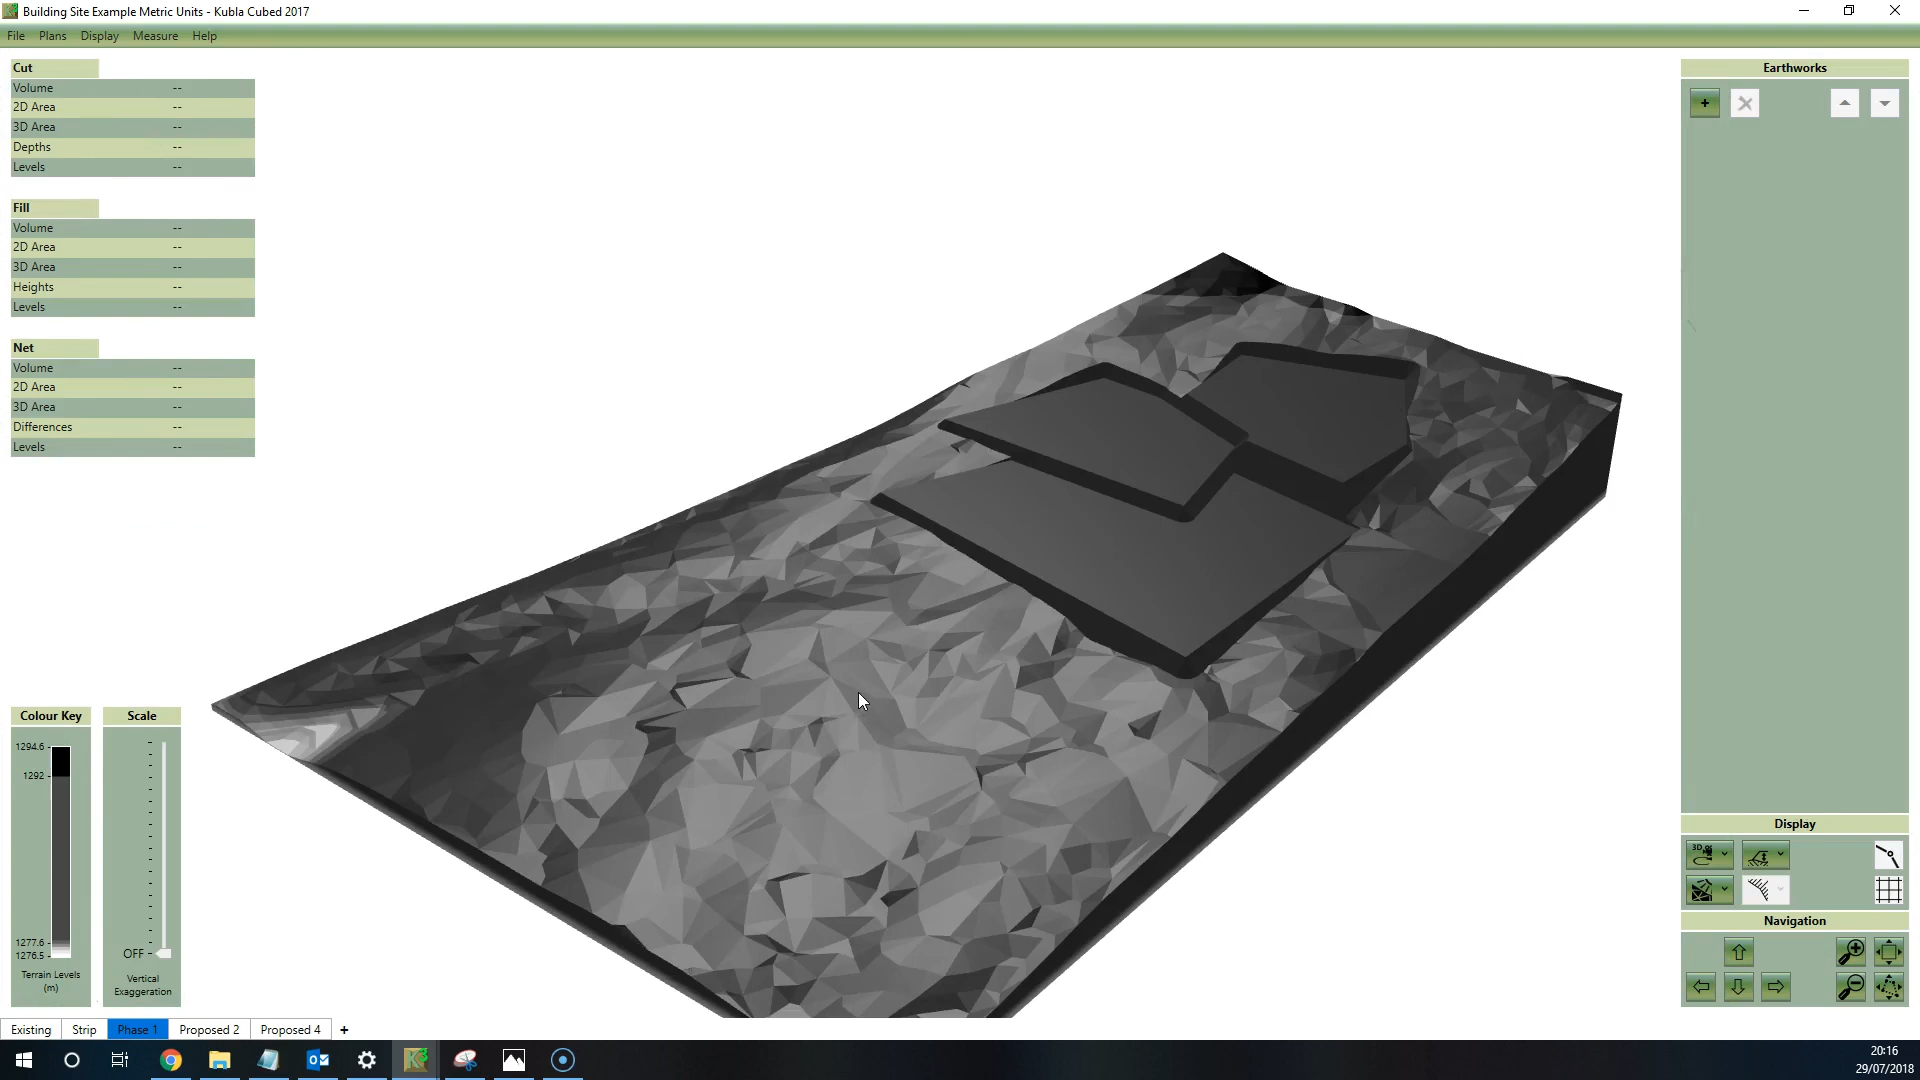 Building Site Example Metric Units - Kubla Cubed 2017
File Plans Display Measure Help
Cut
Volume --
2D Area --
3D Area --
Depths --
Levels --
Fill
Volume --
2D Area --
3D Area --
Heights --
Levels --
Net
Volume --
2D Area --
3D Area --
Differences --
Levels --
Earthworks
+
Colour Key
1294.6
1292
1277.6
1276.5
Terrain Levels
(m)
Scale
OFF
Vertical
Exaggeration
Display
3D
Navigation
Existing Strip Phase 1 Proposed 2 Proposed 4 +
20:16
29/07/2018